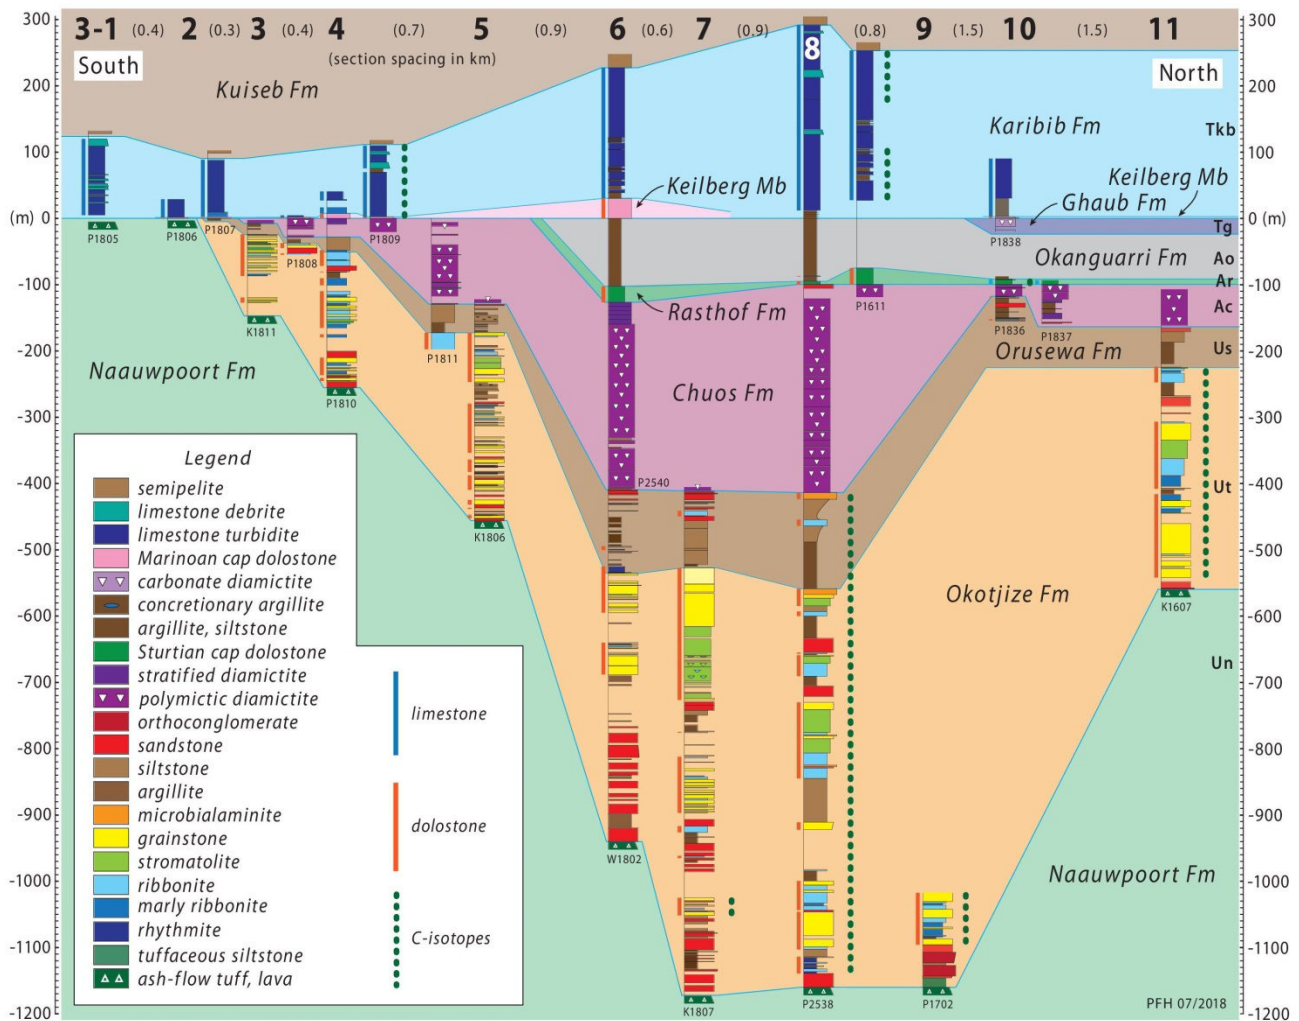 3-1 (0.4) 2 (0.3) 3 (0.4) 4 (0.7) 5 (0.9) 6 (0.6) 7 (0.9) 8 (0.8) 9 (1.5) 10 (1.5) 11
(section spacing in km)
South
North
300
200
100
(m) 0
-100
-200
-300
-400
-500
-600
-700
-800
-900
-1000
-1100
-1200
300
200
100
0 (m)
-100
-200
-300
-400
-500
-600
-700
-800
-900
-1000
-1100
-1200
Kuiseb Fm
Karibib Fm
Keilberg Mb
Keilberg Mb
Ghaub Fm
Okanguarri Fm
Rasthof Fm
Chuos Fm
Orusewa Fm
Okotjize Fm
Naauwpoort Fm
Naauwpoort Fm
Tkb
Tg
Ao
Ar
Ac
Us
Ut
Un
P1805
P1806
P1807
P1808
P1809
K1811
P1810
P1811
K1806
P2540
W1802
K1807
P2538
P1611
P1702
P1838
P1836
P1837
K1607
Legend
semipelite
limestone debrite
limestone turbidite
Marinoan cap dolostone
carbonate diamictite
concretionary argillite
argillite, siltstone
Sturtian cap dolostone
stratified diamictite
polymictic diamictite
orthoconglomerate
sandstone
siltstone
argillite
microbialaminite
grainstone
stromatolite
ribbonite
marly ribbonite
rhythmite
tuffaceous siltstone
ash-flow tuff, lava
limestone
dolostone
C-isotopes
PFH 07/2018